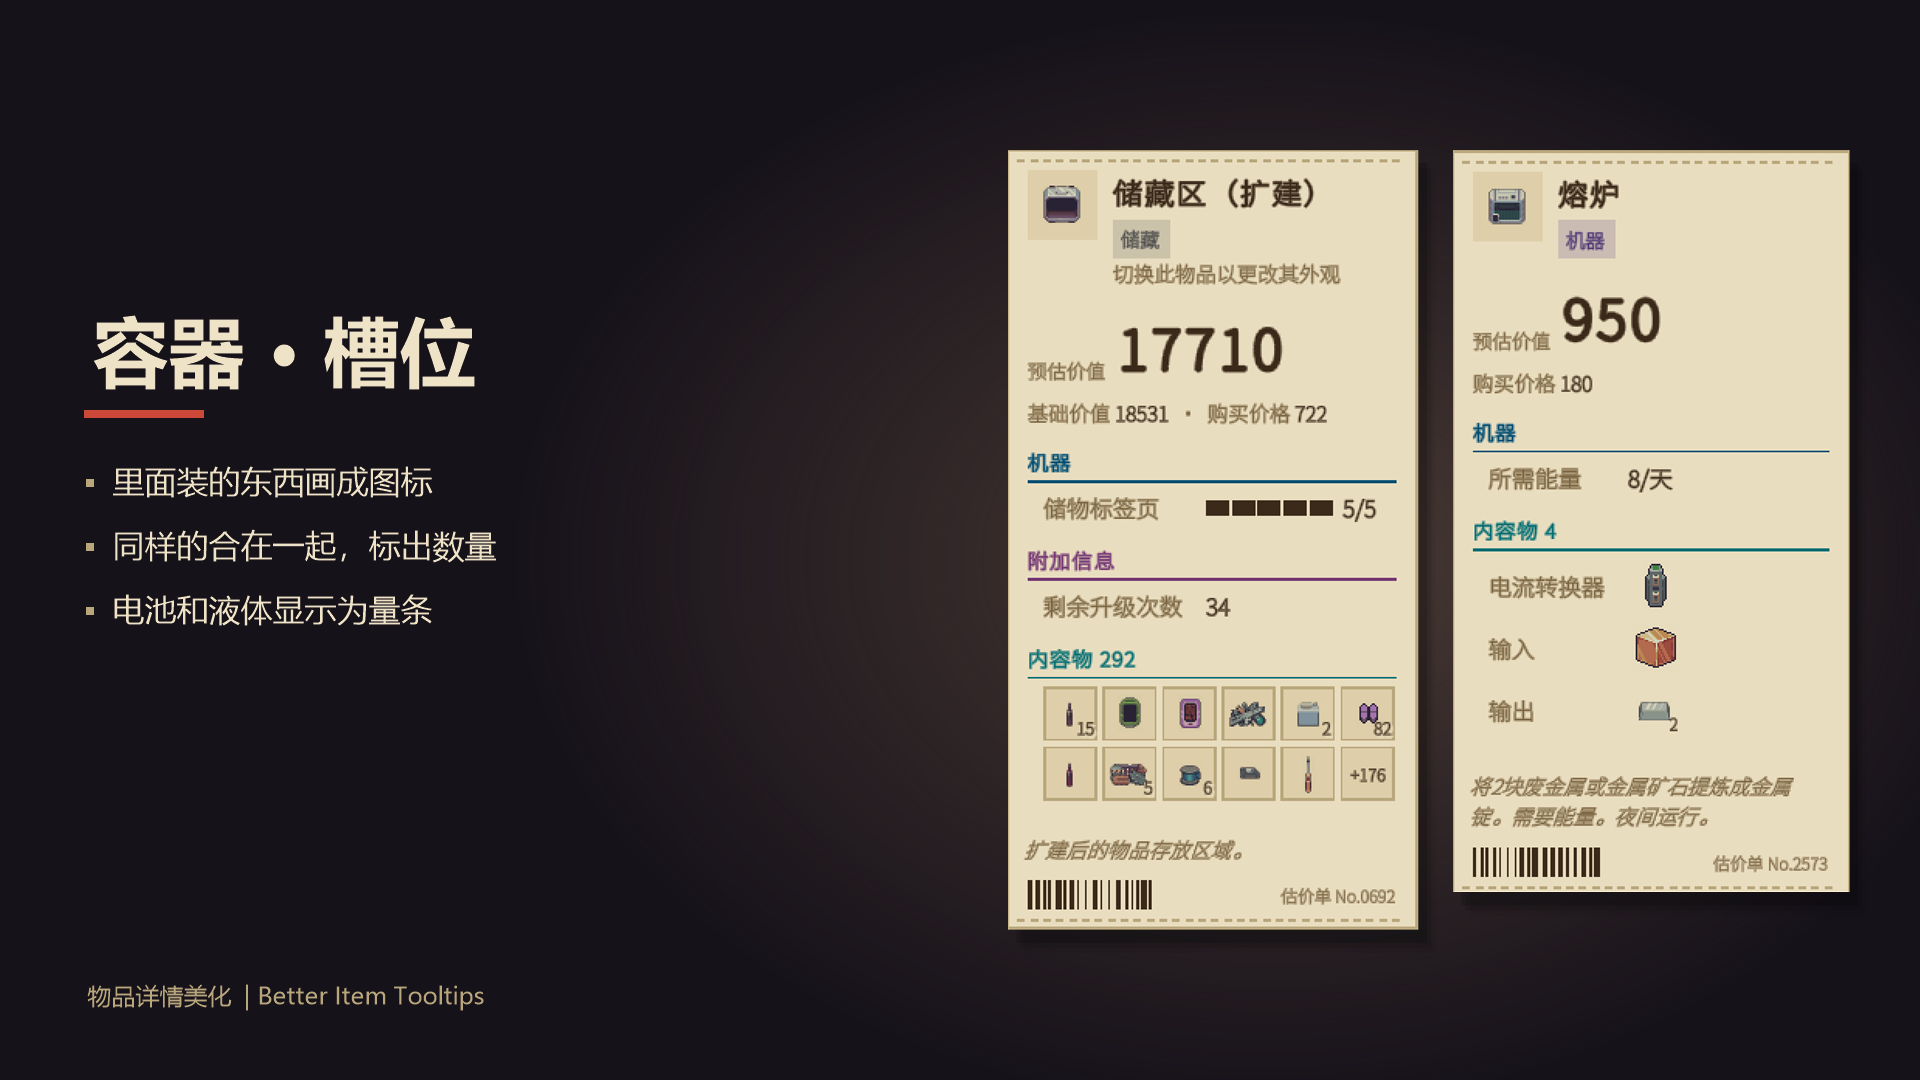 容器·槽位
里面装的东西画成图标
同样的合在一起，标出数量
电池和液体显示为量条
物品详情美化 | Better Item Tooltips
储藏区（扩建）
储藏
切换此物品以更改其外观
预估价值 17710
基础价值 18531 · 购买价格 722
机器
储物标签页 5/5
附加信息
剩余升级次数 34
内容物 292
15
2
82
5
6
+176
扩建后的物品存放区域。
估价单 No.0692
熔炉
机器
预估价值 950
购买价格 180
机器
所需能量 8/天
内容物 4
电流转换器
输入
输出 2
将2块废金属或金属矿石提炼成金属
锭。需要能量。夜间运行。
估价单 No.2573